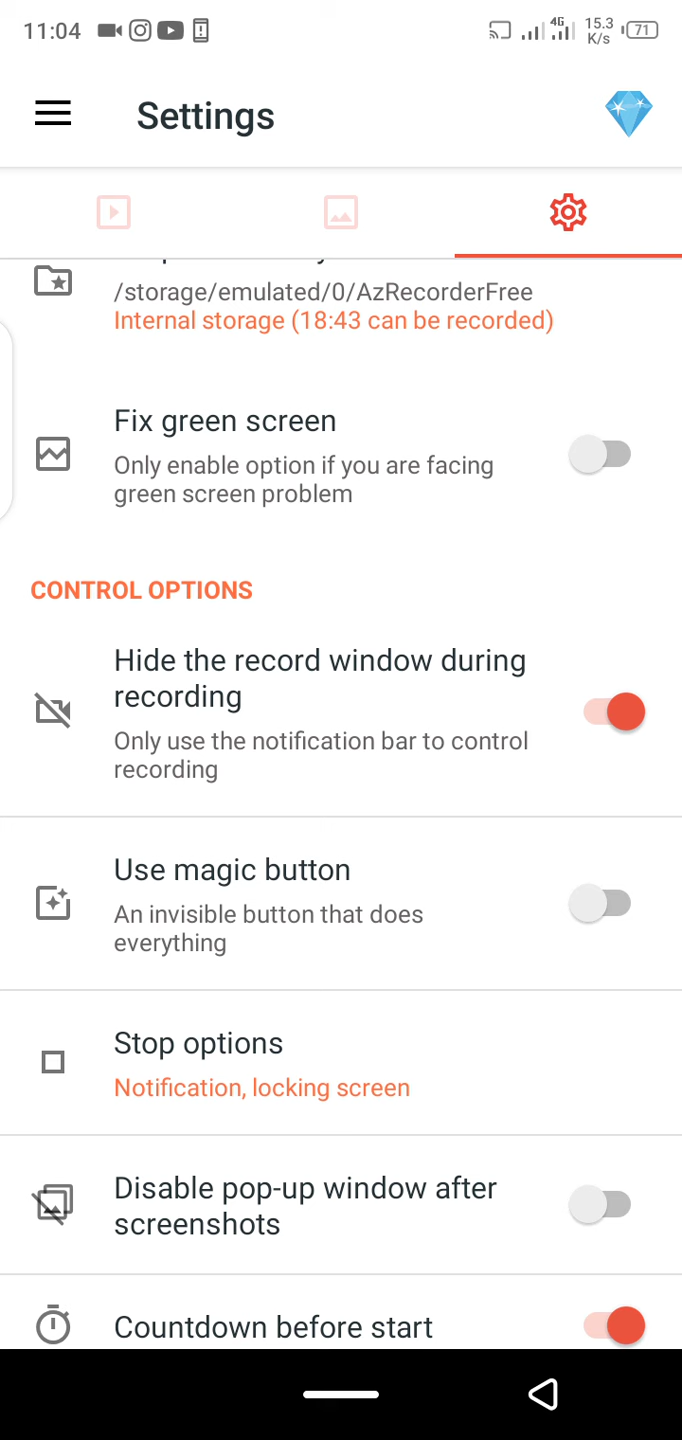 11:04
4G
15.3
K/s
71
Settings
/storage/emulated/0/AzRecorderFree
Internal storage (18:43 can be recorded)
Fix green screen
Only enable option if you are facing
green screen problem
CONTROL OPTIONS
Hide the record window during
recording
Only use the notification bar to control
recording
Use magic button
An invisible button that does
everything
Stop options
Notification, locking screen
Disable pop-up window after
screenshots
Countdown before start